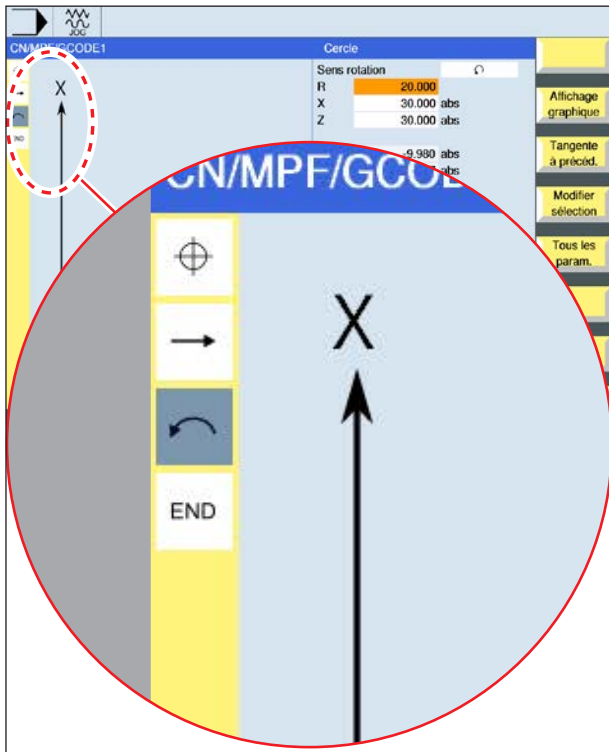 JOG
CN/MPF/GCODE1
Cercle
Sens rotation
R 20.000
X 30.000 abs
Z 30.000 abs
-9.980 abs
abs
Affichage
graphique
Tangente
à précéd.
Modifier
sélection
Tous les
param.
X
END
CN/MPF/GCOD
X
END